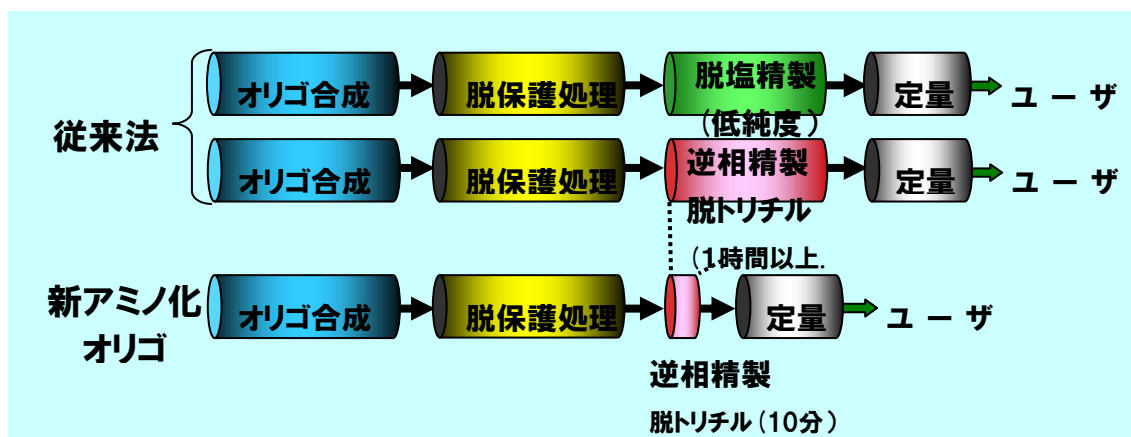 オリゴ合成 脱保護処理 脱塩精製 定量 ユーザ
(低純度)
従来法
オリゴ合成 脱保護処理 逆相精製 定量 ユーザ
脱トリチル
(1時間以上.
新アミノ化
オリゴ
オリゴ合成 脱保護処理 定量 ユーザ
逆相精製
脱トリチル(10分)